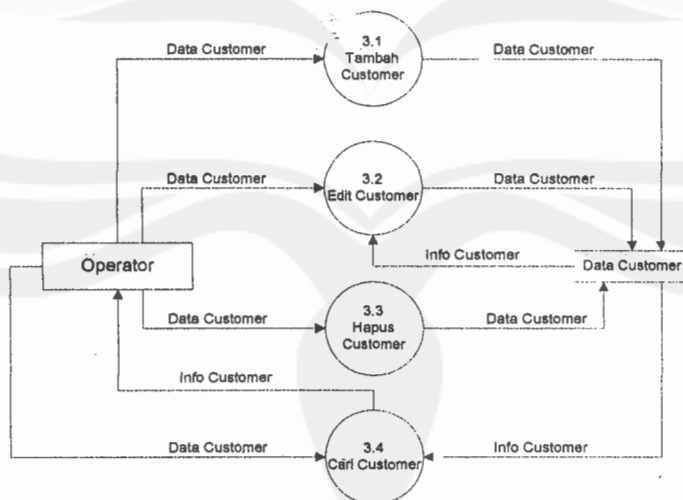 3.1
Tambah
Customer
Data Customer
Data Customer
3.2
Edit Customer
Data Customer
Data Customer
Info Customer
Operator
Data Customer
3.3
Hapus
Customer
Data Customer
Data Customer
Info Customer
3.4
Cari Customer
Data Customer
Info Customer